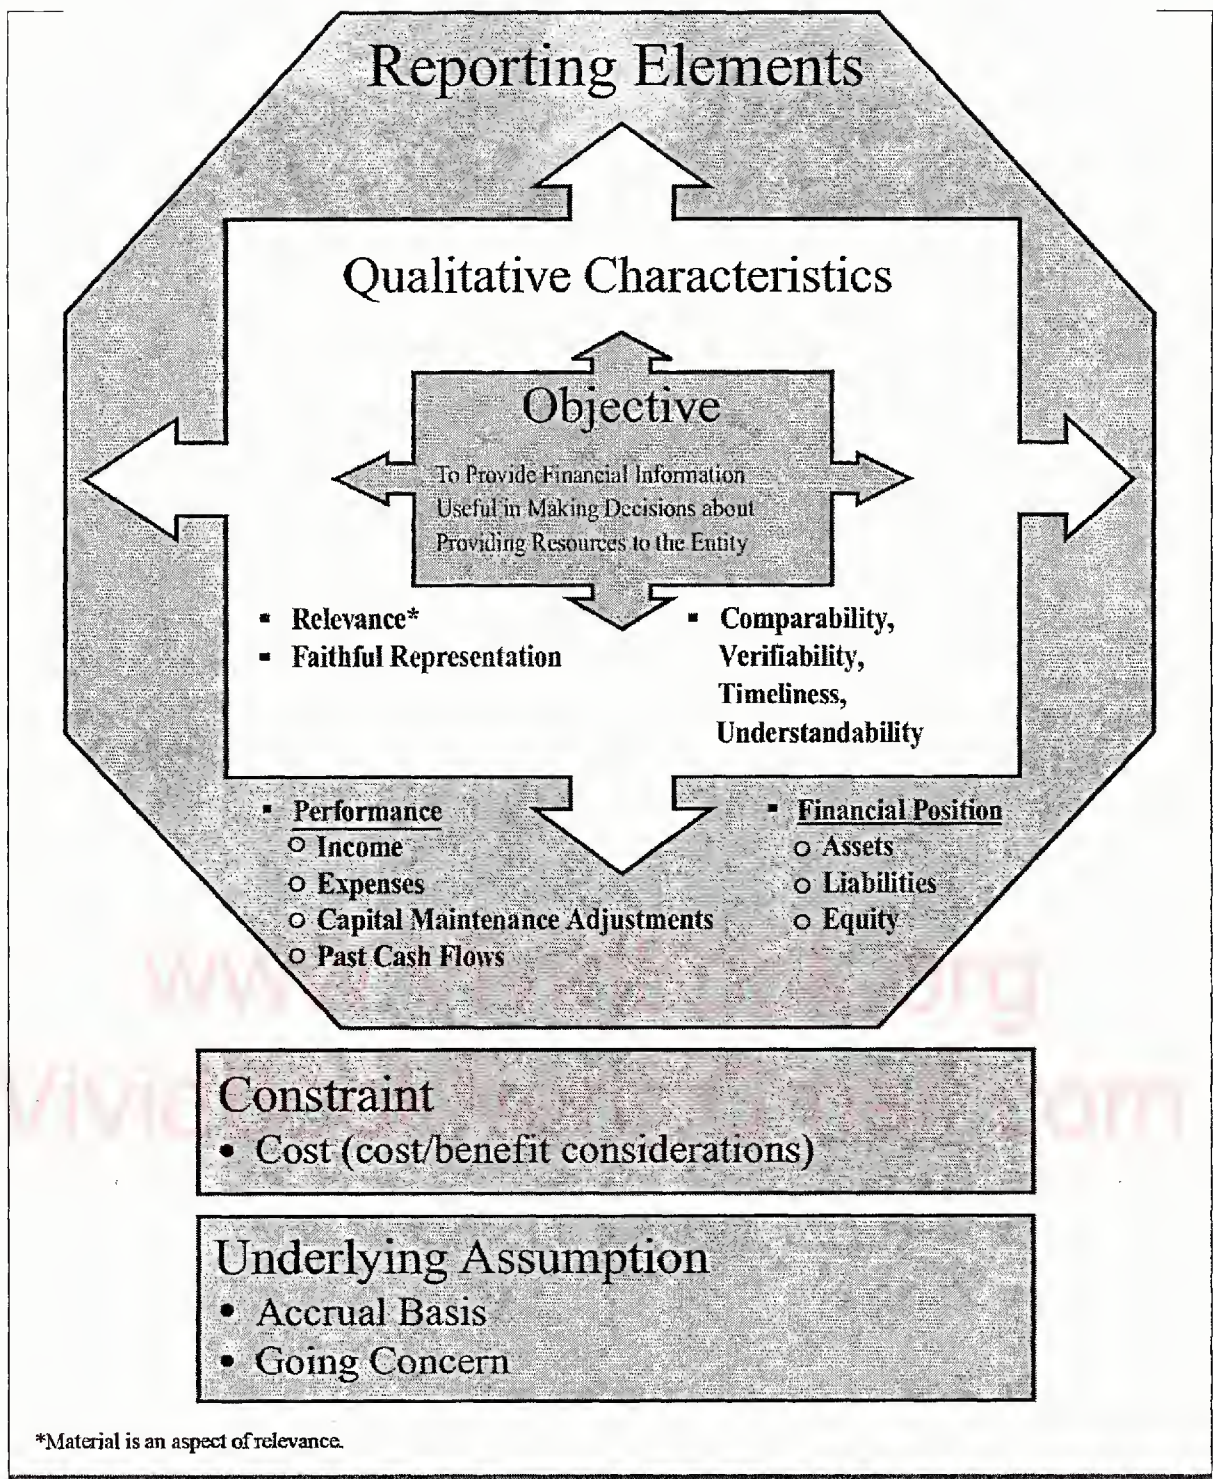 Reporting Elements
Qualitative Characteristics
Objective
To Provide Financial Information
Useful in Making Decisions about
Providing Resources to the Entity
▪ Relevance*
▪ Faithful Representation
▪ Comparability,
Verifiability,
Timeliness,
Understandability
▪ Performance
o Income
o Expenses
o Capital Maintenance Adjustments
o Past Cash Flows
▪ Financial Position
o Assets
o Liabilities
o Equity
Constraint
• Cost (cost/benefit considerations)
Underlying Assumption
• Accrual Basis
• Going Concern
*Material is an aspect of relevance.